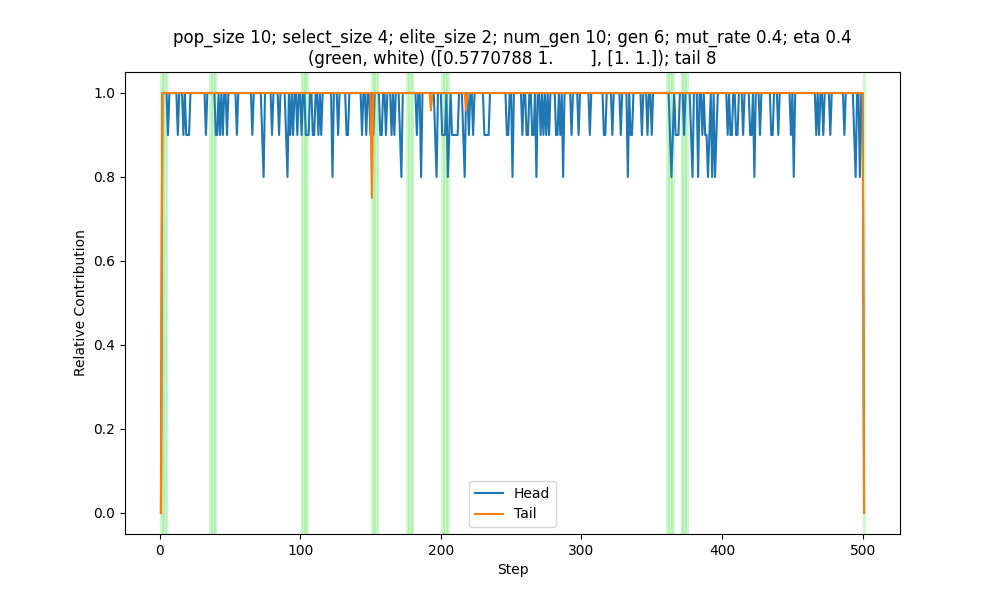 pop_size 10; select_size 4; elite_size 2; num_gen 10; gen 6; mut_rate 0.4; eta 0.4
(green, white) ([0.5770788 1.        ], [1. 1.]); tail 8
1.0
0.8
0.6
0.4
0.2
0.0
Relative Contribution
Head
Tail
0 100 200 300 400 500
Step